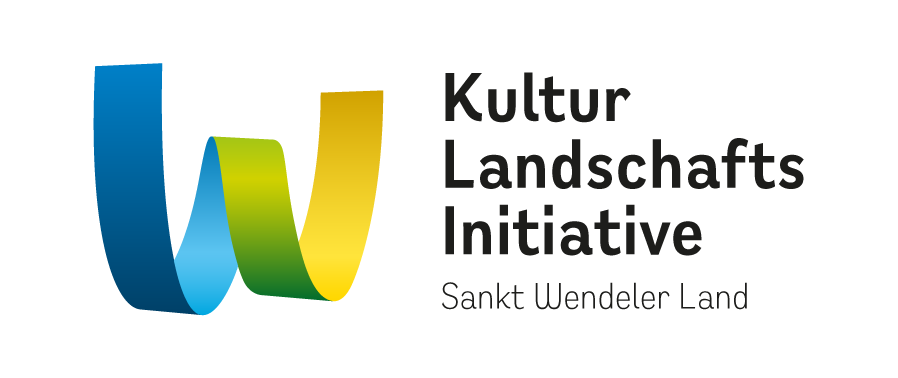 Kultur
Landschafts
Initiative
Sankt Wendeler Land